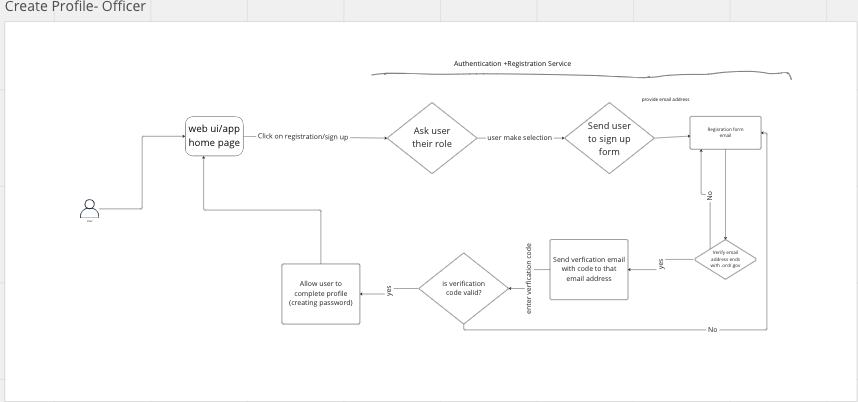 Create Profile- Officer
Authentication +Registration Service
provide email address
web ui/app
home page
Click on registration/sign up
Ask user
their role
user make selection
Send user
to sign up
form
Registration form
email
No
Verify email
address ends
with .ordi.gov
yes
Send verfication email
with code to that
email address
enter verfication code
is verification
code valid?
yes
Allow user to
complete profile
(creating password)
No